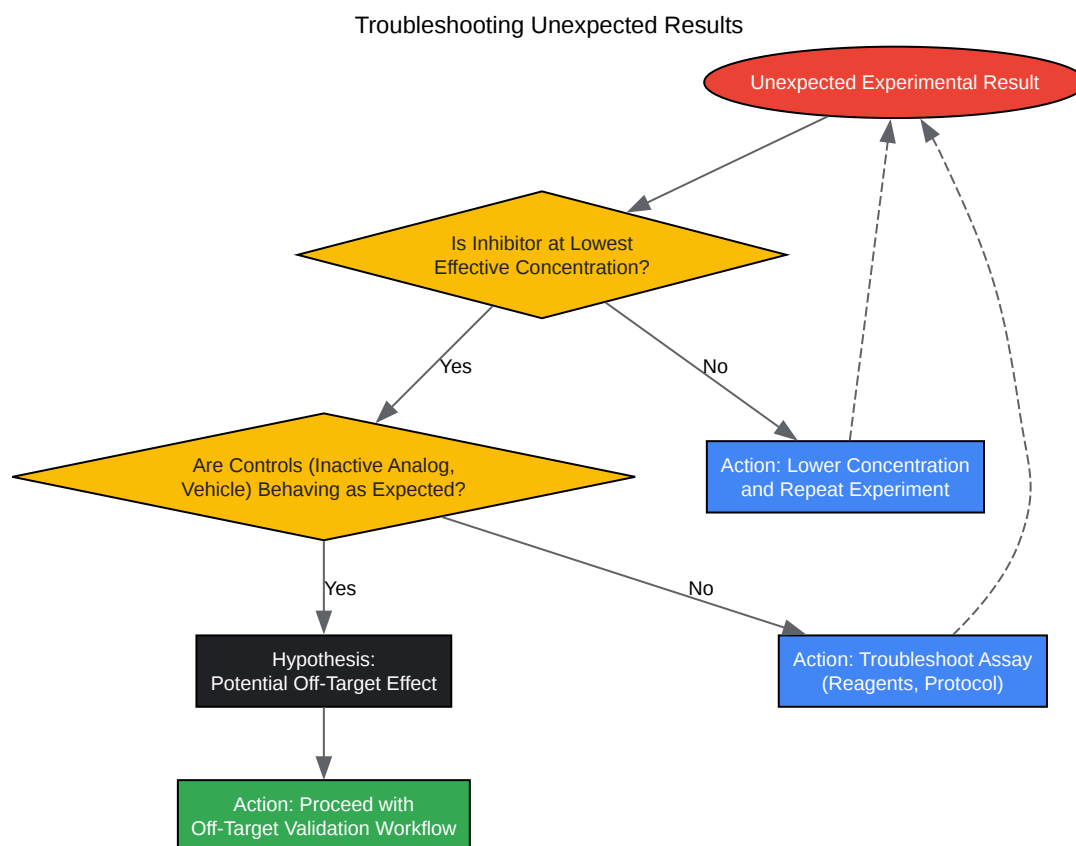 Troubleshooting Unexpected Results
Unexpected Experimental Result
Is Inhibitor at Lowest
Effective Concentration?
Yes
No
Are Controls (Inactive Analog,
Vehicle) Behaving as Expected?
Action: Lower Concentration
and Repeat Experiment
Yes
No
Hypothesis:
Potential Off-Target Effect
Action: Troubleshoot Assay
(Reagents, Protocol)
Action: Proceed with
Off-Target Validation Workflow